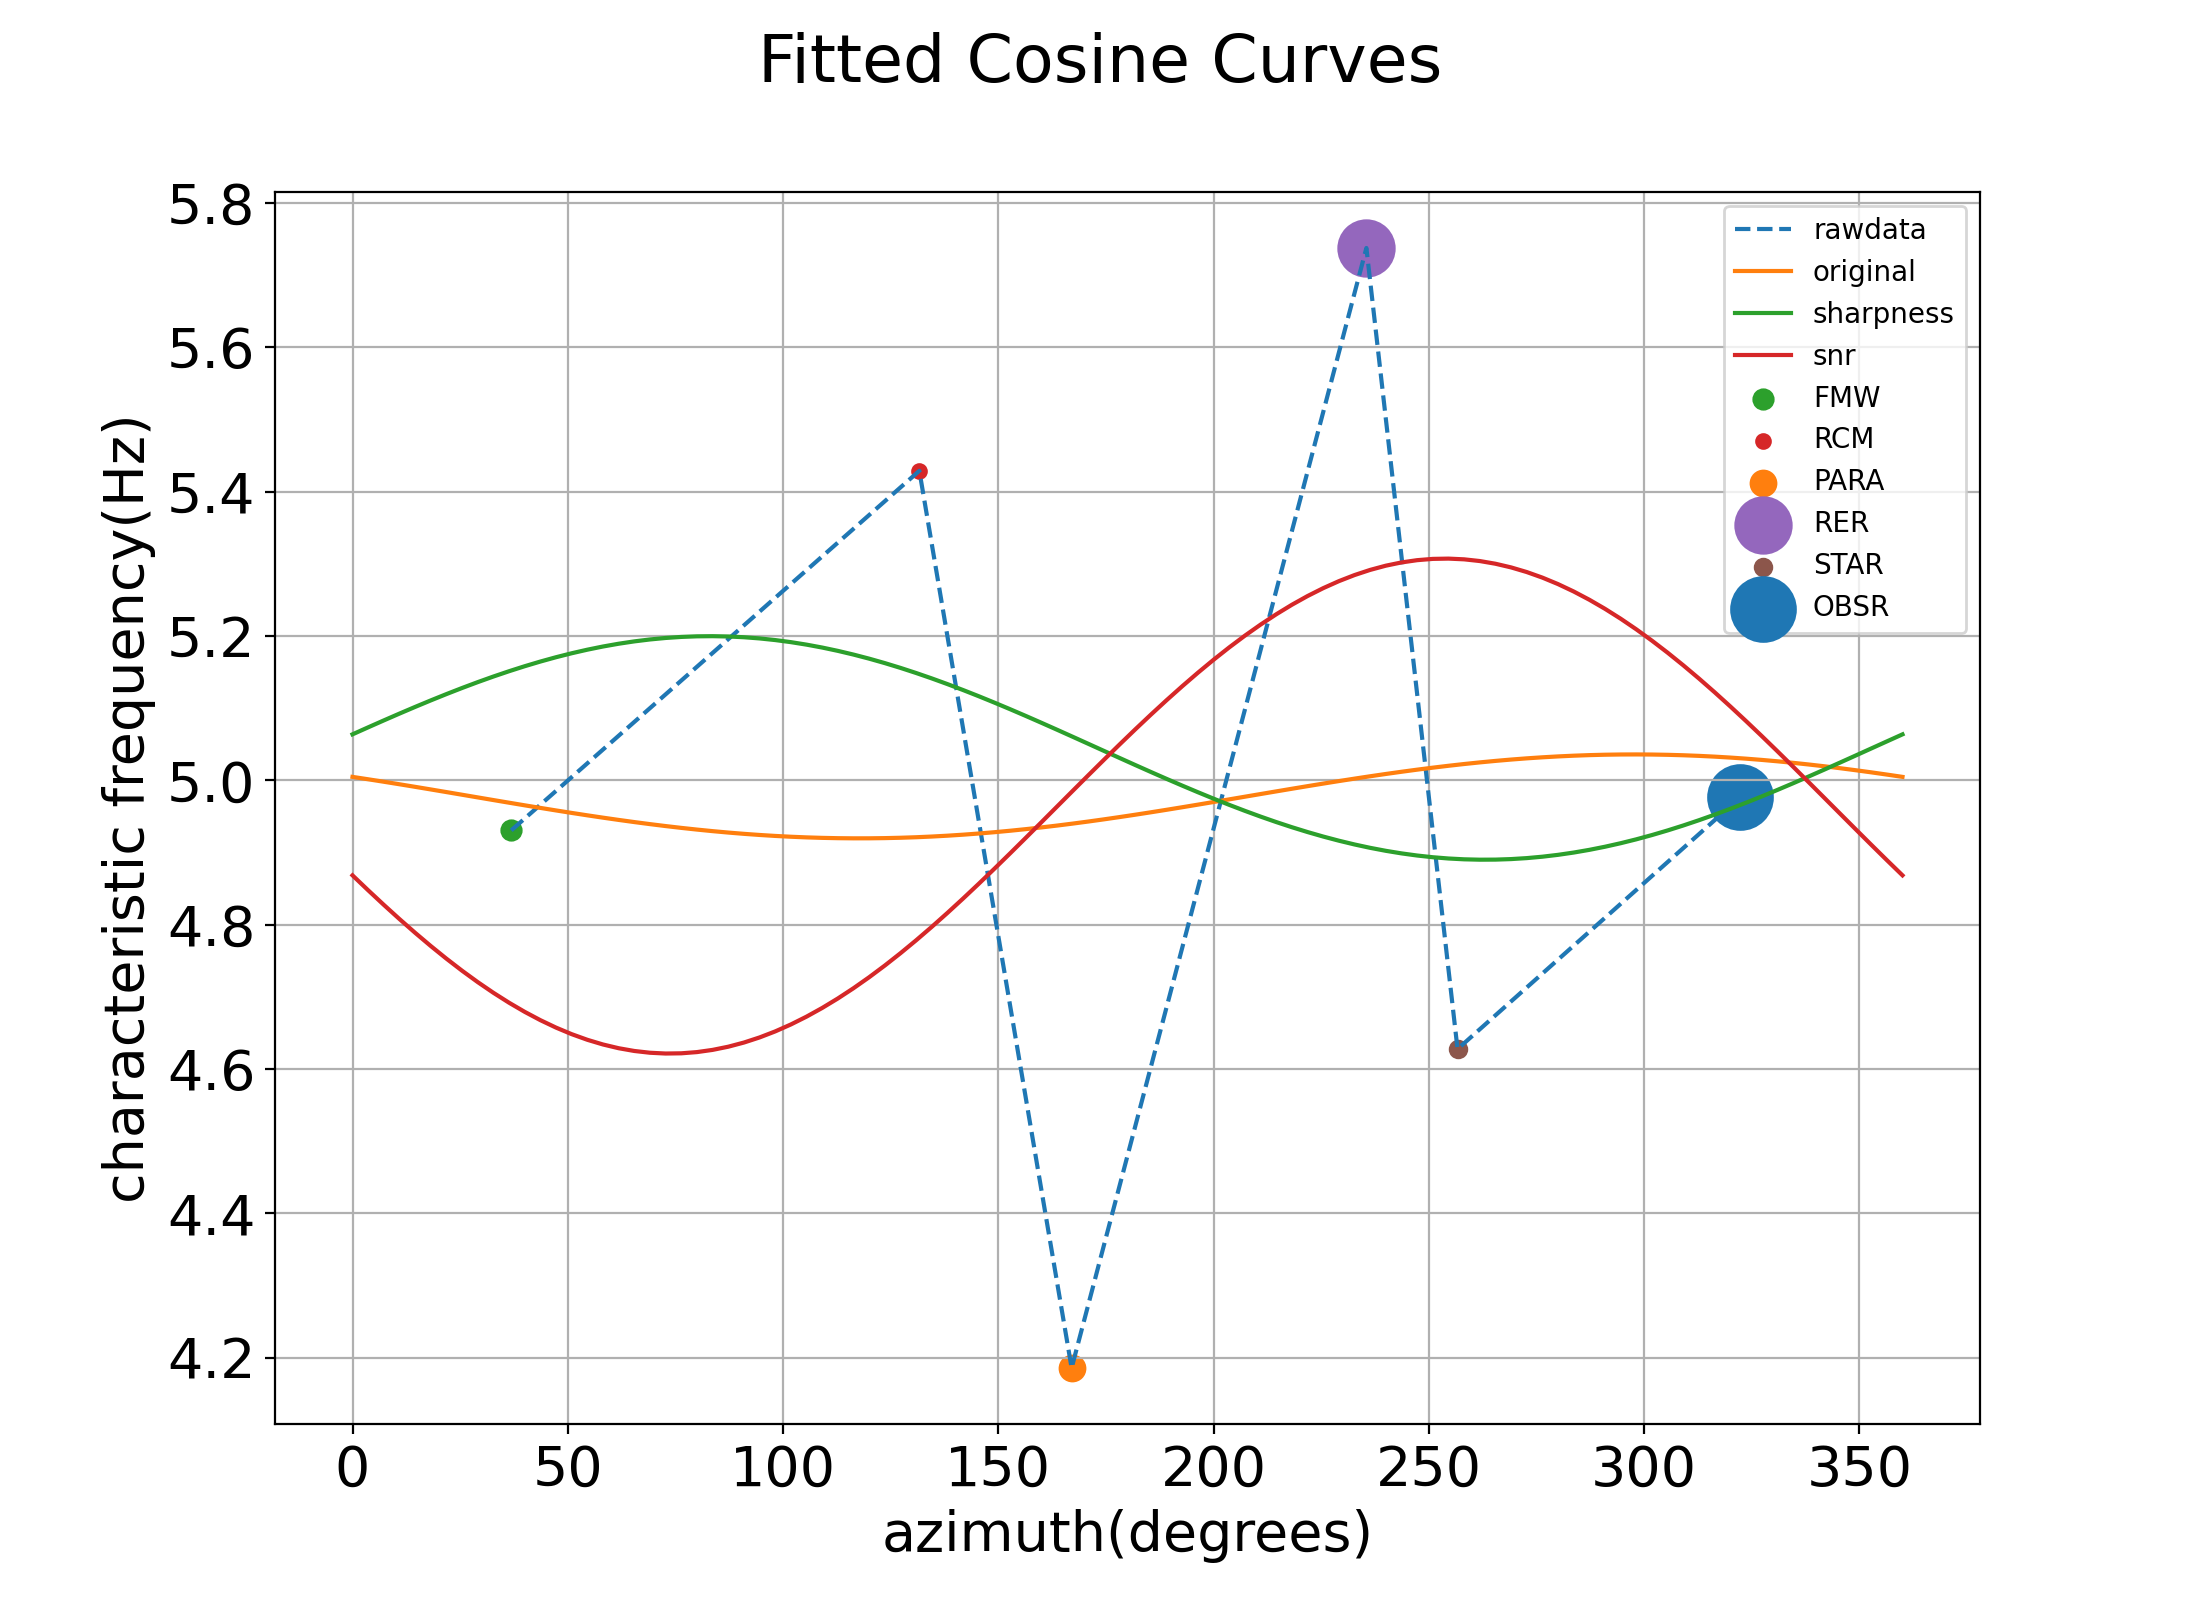 Fitted Cosine Curves
5.8
5.6
5.4
5.2
5.0
4.8
4.6
4.4
4.2
characteristic frequency(Hz)
rawdata
original
sharpness
snr
FMW
RCM
PARA
RER
STAR
OBSR
0 50 100 150 200 250 300 350
azimuth(degrees)